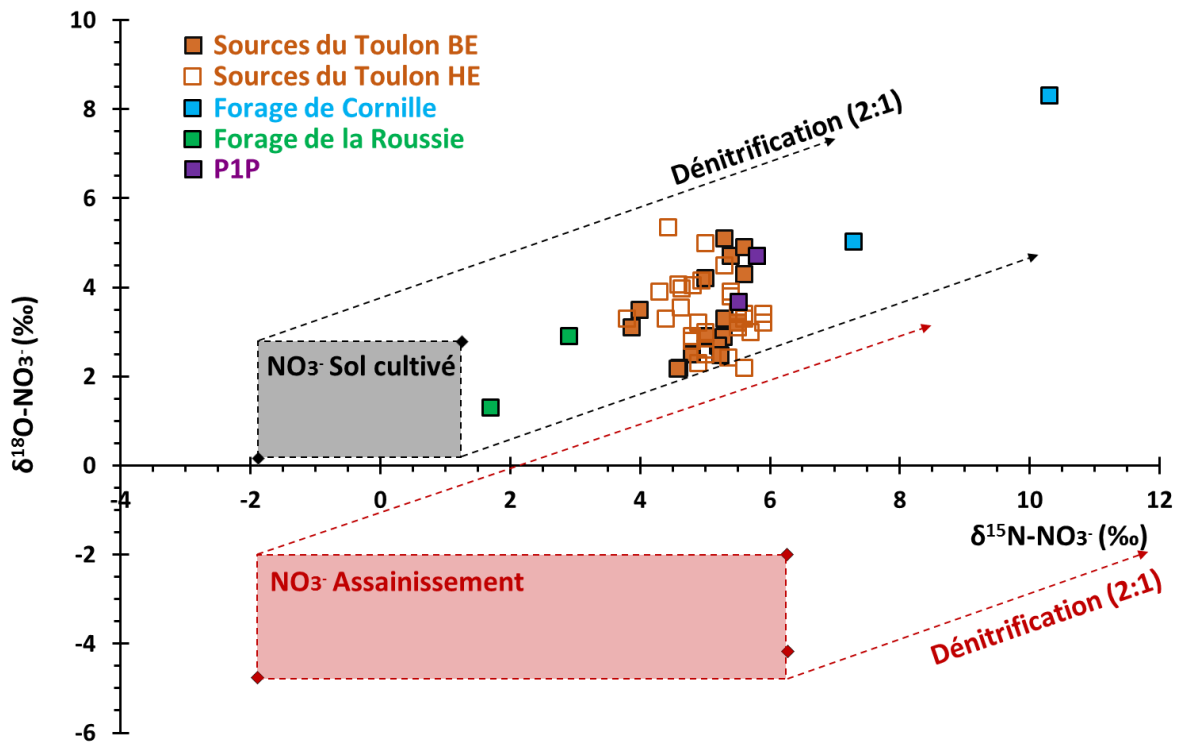 Sources du Toulon BE
Sources du Toulon HE
Forage de Cornille
Forage de la Roussie
P1P
Dénitrification (2:1)
δ18O-NO3- (‰)
10
8
6
4
2
0
-2
-4
-6
NO3- Sol cultivé
-4
-2
0
2
4
6
8
10
12
δ15N-NO3- (‰)
NO3- Assainissement
Dénitrification (2:1)